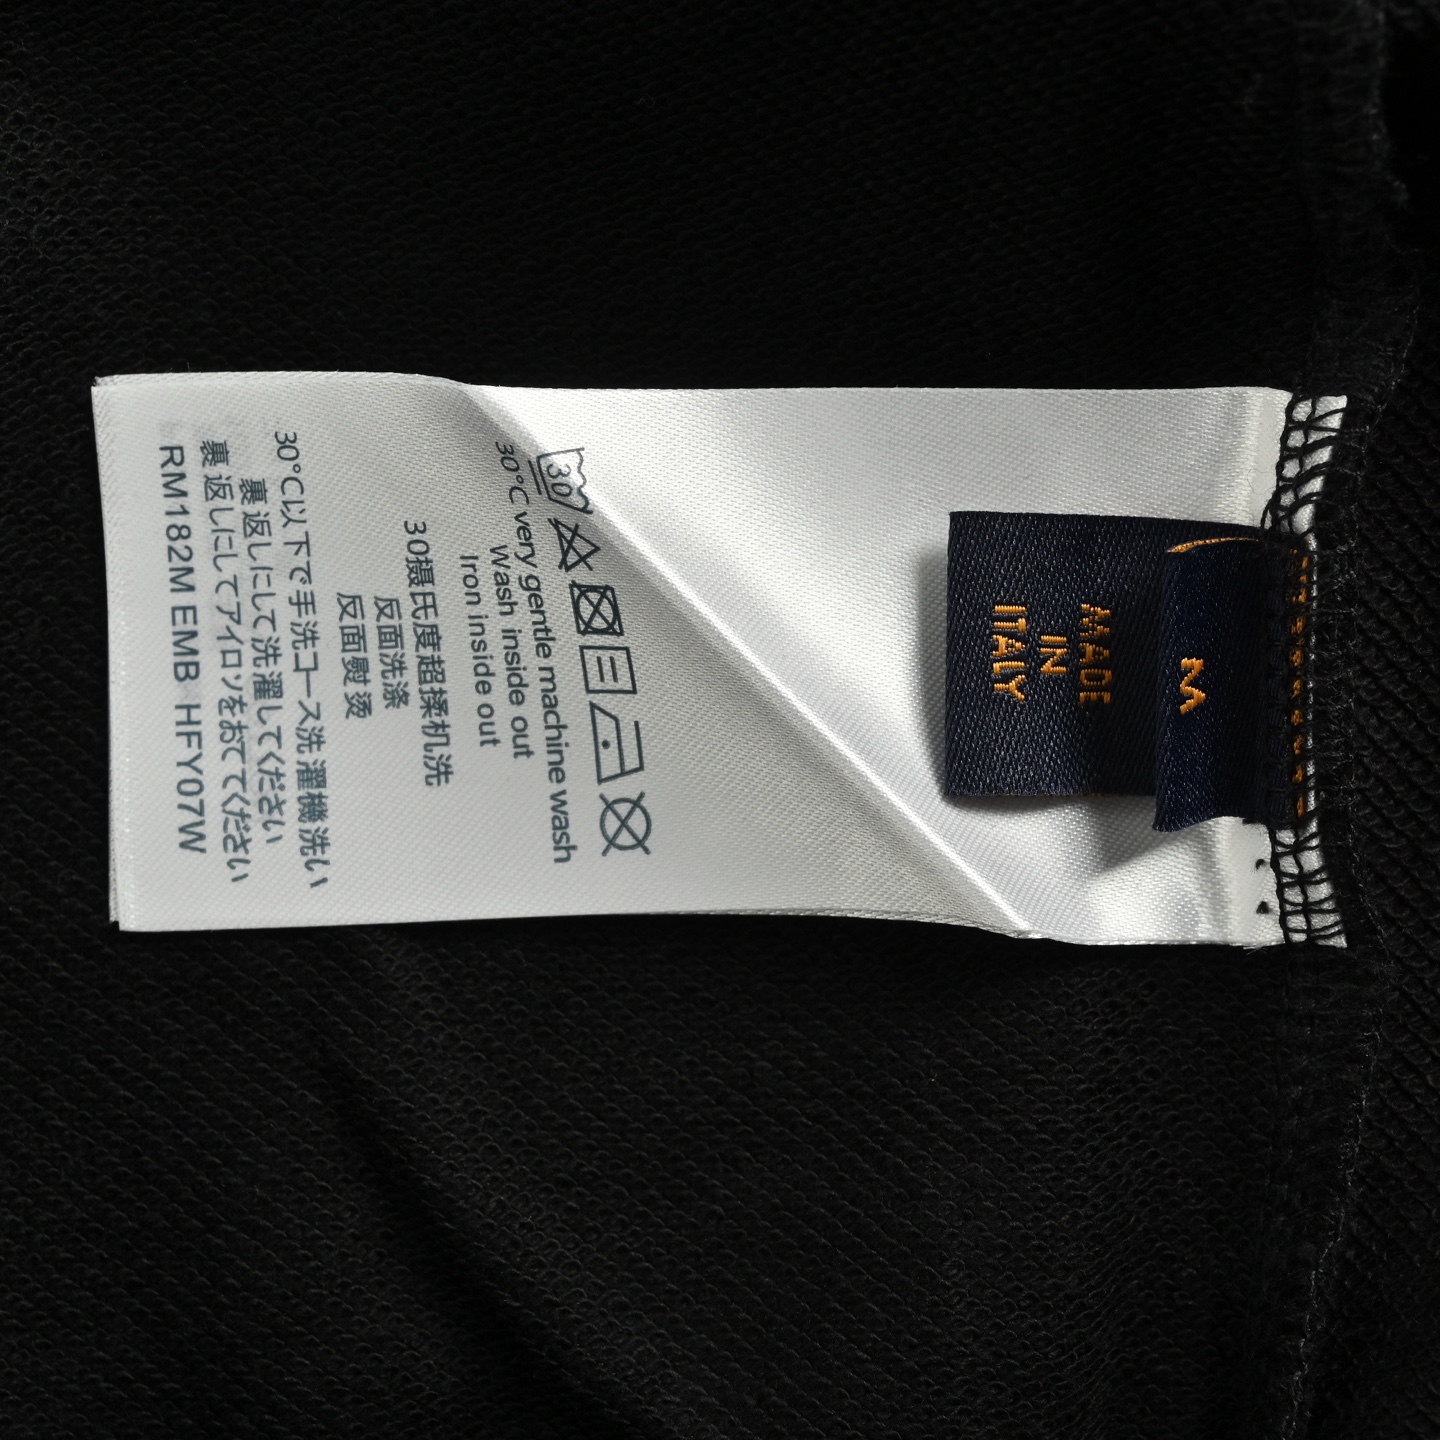 MADE
IN
ITALY
M
30
30°C very gentle machine wash
Wash inside out
Iron inside out
30摄氏度超揉机洗
反面洗涤
反面熨烫
30°C以下で手洗コース洗濯機洗い
裏返しにして洗濯してください
裏返しにしてアイロソをおてください
RM182M EMB HFY07W